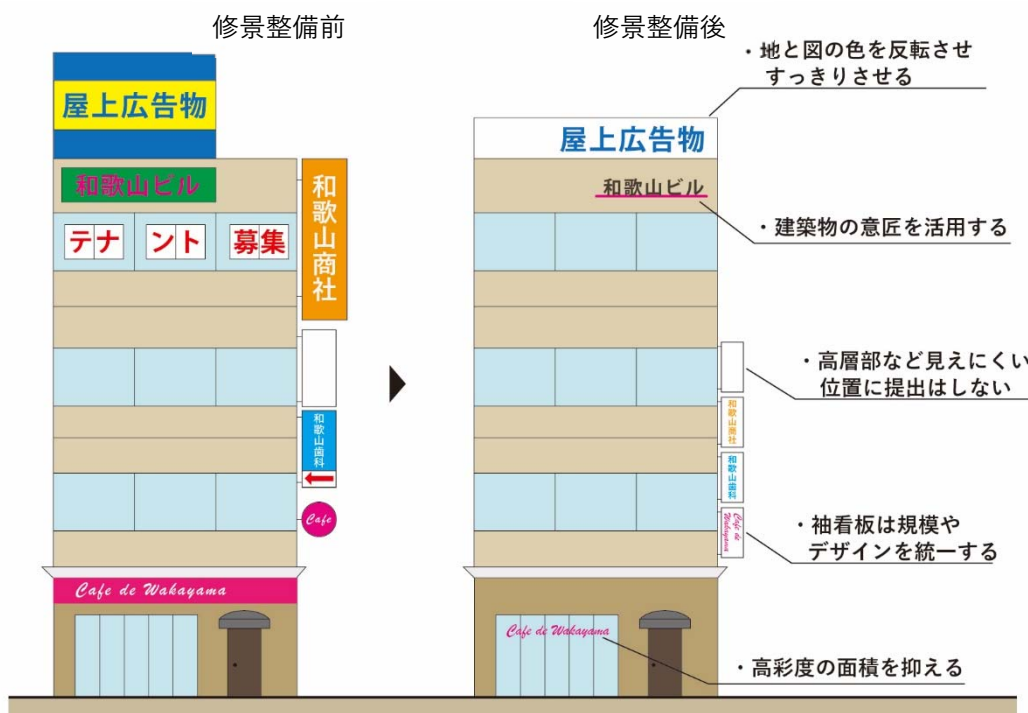 修景整備前
修景整備後
屋上広告物
和歌山ビル
テナント募集
和歌山商社
和歌山歯科
Cafe
Cafe de Wakayama
屋上広告物
和歌山ビル
和歌山商社
和歌山歯科
Cafe de
Wakayama
Cafe de Wakayama
・地と図の色を反転させ
すっきりさせる
・建築物の意匠を活用する
・高層部など見えにくい
位置に提出はしない
・袖看板は規模や
デザインを統一する
・高彩度の面積を抑える